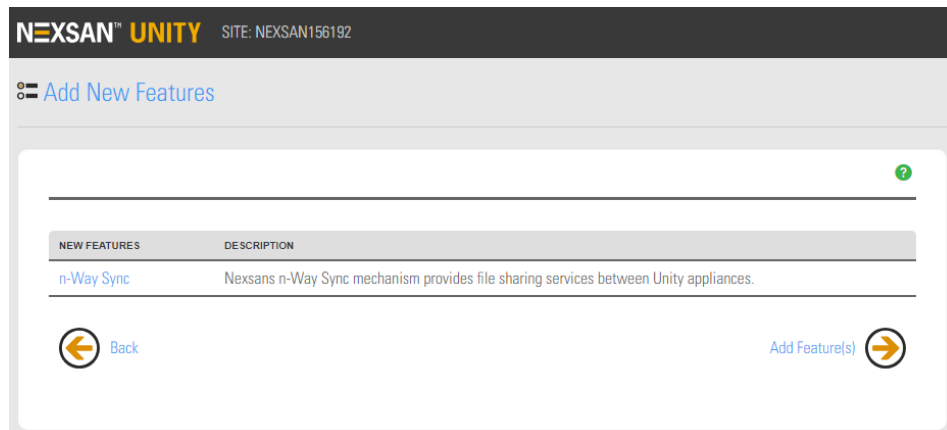 NEXSAN™ UNITY SITE: NEXSAN156192
Add New Features
?
NEW FEATURES DESCRIPTION
n-Way Sync Nexsans n-Way Sync mechanism provides file sharing services between Unity appliances.
Back Add Feature(s)